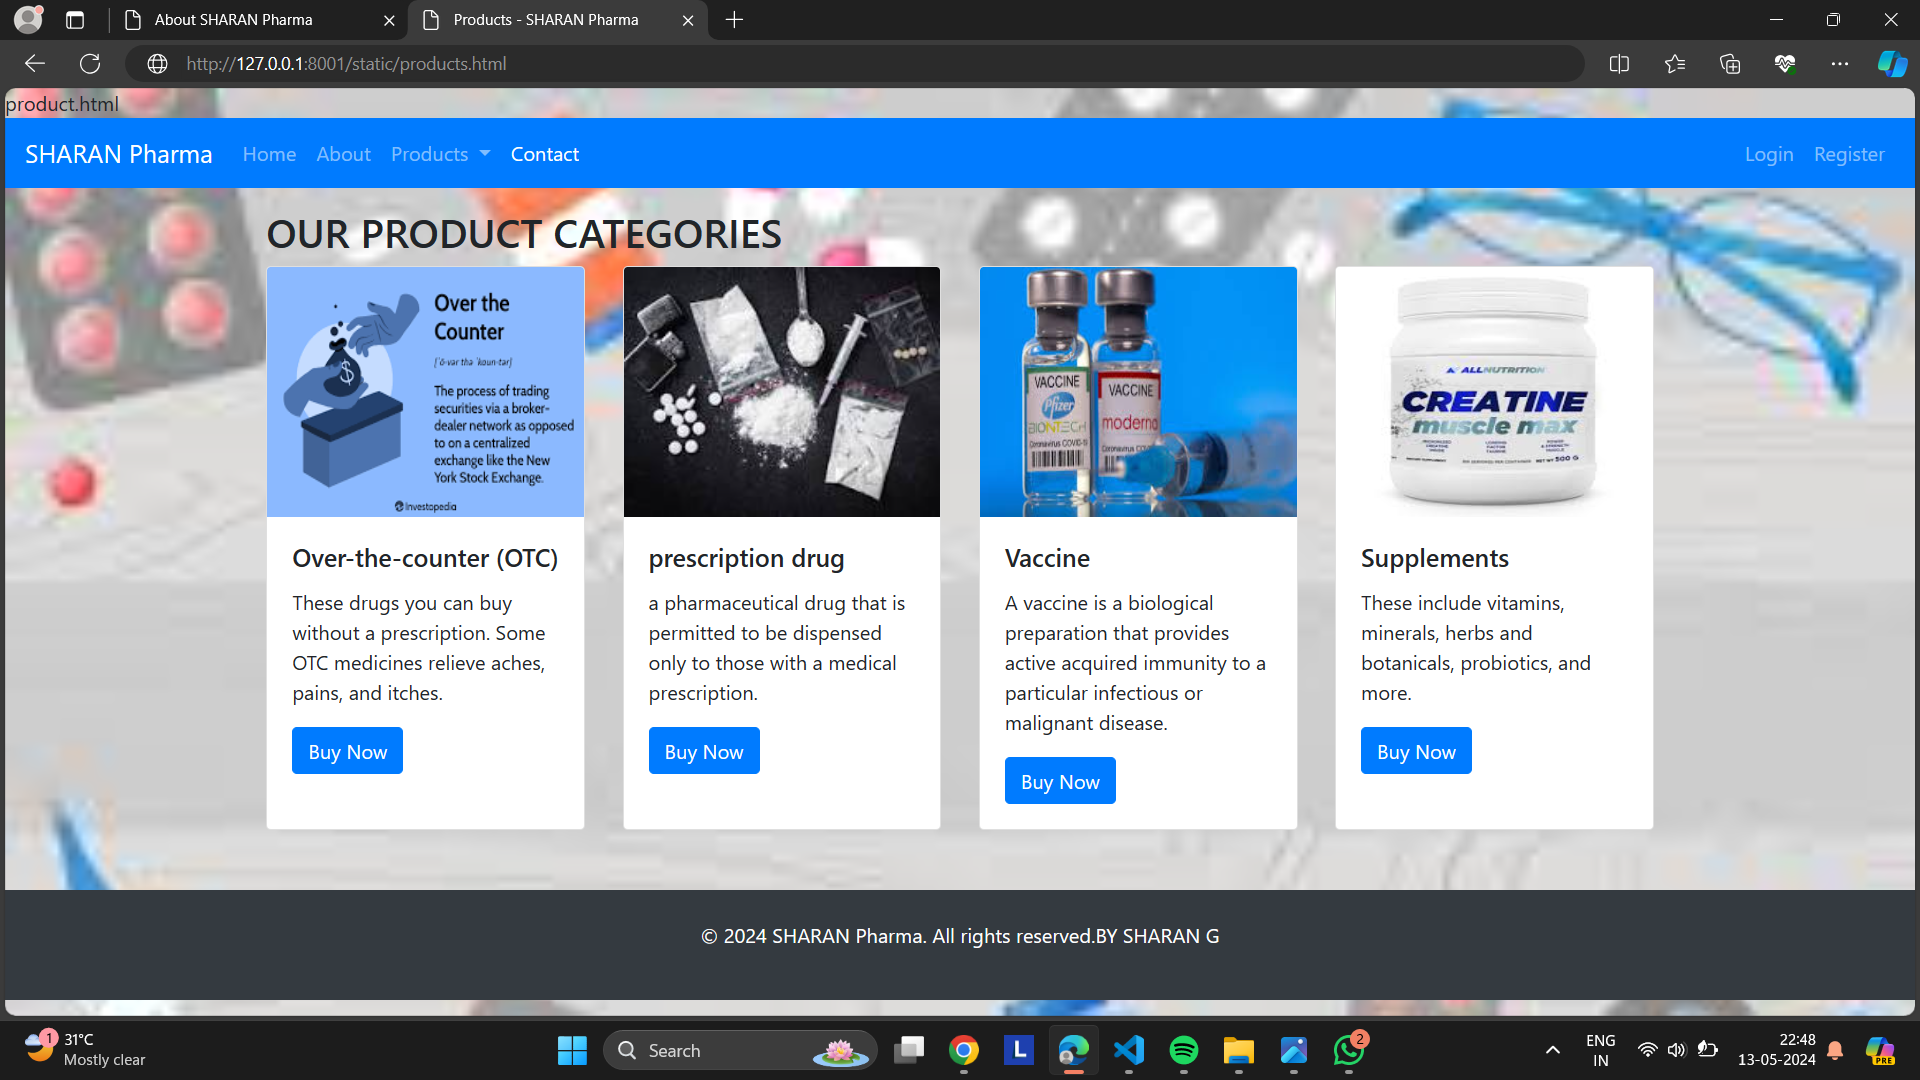 About SHARAN Pharma
Products - SHARAN Pharma
http://127.0.0.1:8001/static/products.html
product.html
SHARAN Pharma Home About Products Contact Login Register
OUR PRODUCT CATEGORIES
Over the
Counter
The process of trading
securities via a broker-
dealer network as opposed
to on a centralized
exchange like the New
York Stock Exchange.
Investopedia
$
VACCINE
Pfizer
BIONTECH
Coronavirus COVID-19
VACCINE
moderna
ALLNUTRITION
CREATINE
muscle max
Over-the-counter (OTC)
These drugs you can buy
without a prescription. Some
OTC medicines relieve aches,
pains, and itches.
Buy Now
prescription drug
a pharmaceutical drug that is
permitted to be dispensed
only to those with a medical
prescription.
Buy Now
Vaccine
A vaccine is a biological
preparation that provides
active acquired immunity to a
particular infectious or
malignant disease.
Buy Now
Supplements
These include vitamins,
minerals, herbs and
botanicals, probiotics, and
more.
Buy Now
© 2024 SHARAN Pharma. All rights reserved.BY SHARAN G
1
31°C
Mostly clear
Search
L
2
ENG
IN
22:48
13-05-2024
PRE